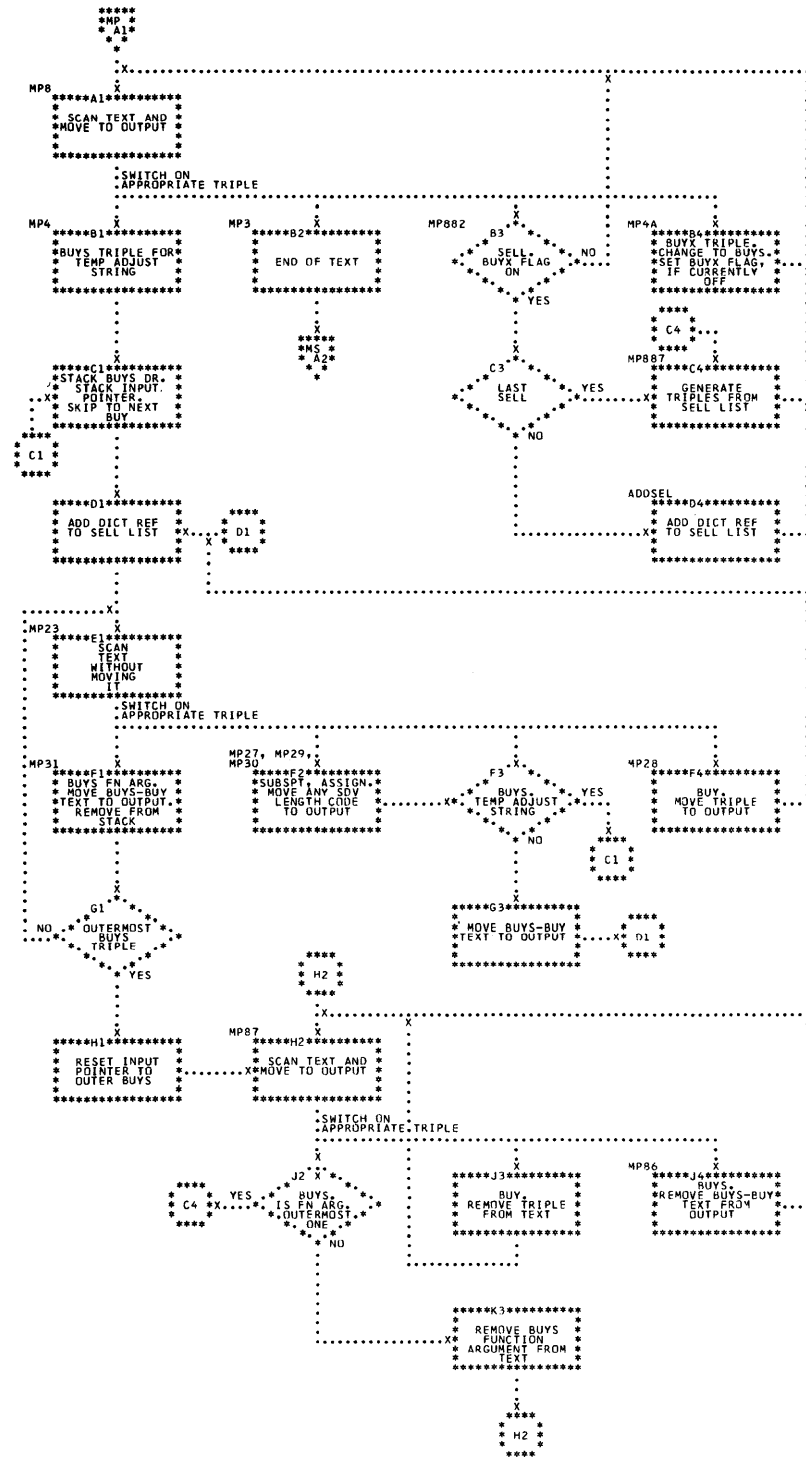 MP
A1
MP8
A1
SCAN TEXT AND
MOVE TO OUTPUT
SWITCH ON
APPROPRIATE TRIPLE
MP4
B1
BUYS TRIPLE FOR
TEMP ADJUST
STRING
MP3
B2
END OF TEXT
MP882
B3
SELL.
BUYX FLAG
ON
NO
YES
MP4A
B4
BUYX TRIPLE.
CHANGE TO BUYS.
SET BUYX FLAG,
IF CURRENTLY
OFF
MS
A2
C4
C1
STACK BUYS DR.
STACK INPUT
POINTER.
SKIP TO NEXT
BUY
C1
C3
LAST
SELL
YES
NO
MP887
C4
GENERATE
TRIPLES FROM
SELL LIST
D1
ADD DICT REF
TO SELL LIST
D1
ADDSEL
D4
ADD DICT REF
TO SELL LIST
MP23
E1
SCAN
TEXT
WITHOUT
MOVING
IT
SWITCH ON
APPROPRIATE TRIPLE
MP31
F1
BUYS FN ARG.
MOVE BUYS-BUY
TEXT TO OUTPUT.
REMOVE FROM
STACK
MP27, MP29,
MP30
F2
SUBSPT, ASSIGN.
MOVE ANY SDV
LENGTH CODE
TO OUTPUT
F3
BUYS.
TEMP ADJUST
STRING
YES
NO
C1
MP28
F4
BUY.
MOVE TRIPLE
TO OUTPUT
G1
OUTERMOST
BUYS
TRIPLE
NO
YES
G3
MOVE BUYS-BUY
TEXT TO OUTPUT
D1
H2
H1
RESET INPUT
POINTER TO
OUTER BUYS
MP87
H2
SCAN TEXT AND
MOVE TO OUTPUT
SWITCH ON
APPROPRIATE TRIPLE
C4
YES
J2
BUYS.
IS FN ARG.
OUTERMOST
ONE
NO
J3
BUY.
REMOVE TRIPLE
FROM TEXT
MP86
J4
BUYS.
REMOVE BUYS-BUY
TEXT FROM
OUTPUT
K3
REMOVE BUYS
FUNCTION
ARGUMENT FROM
TEXT
H2